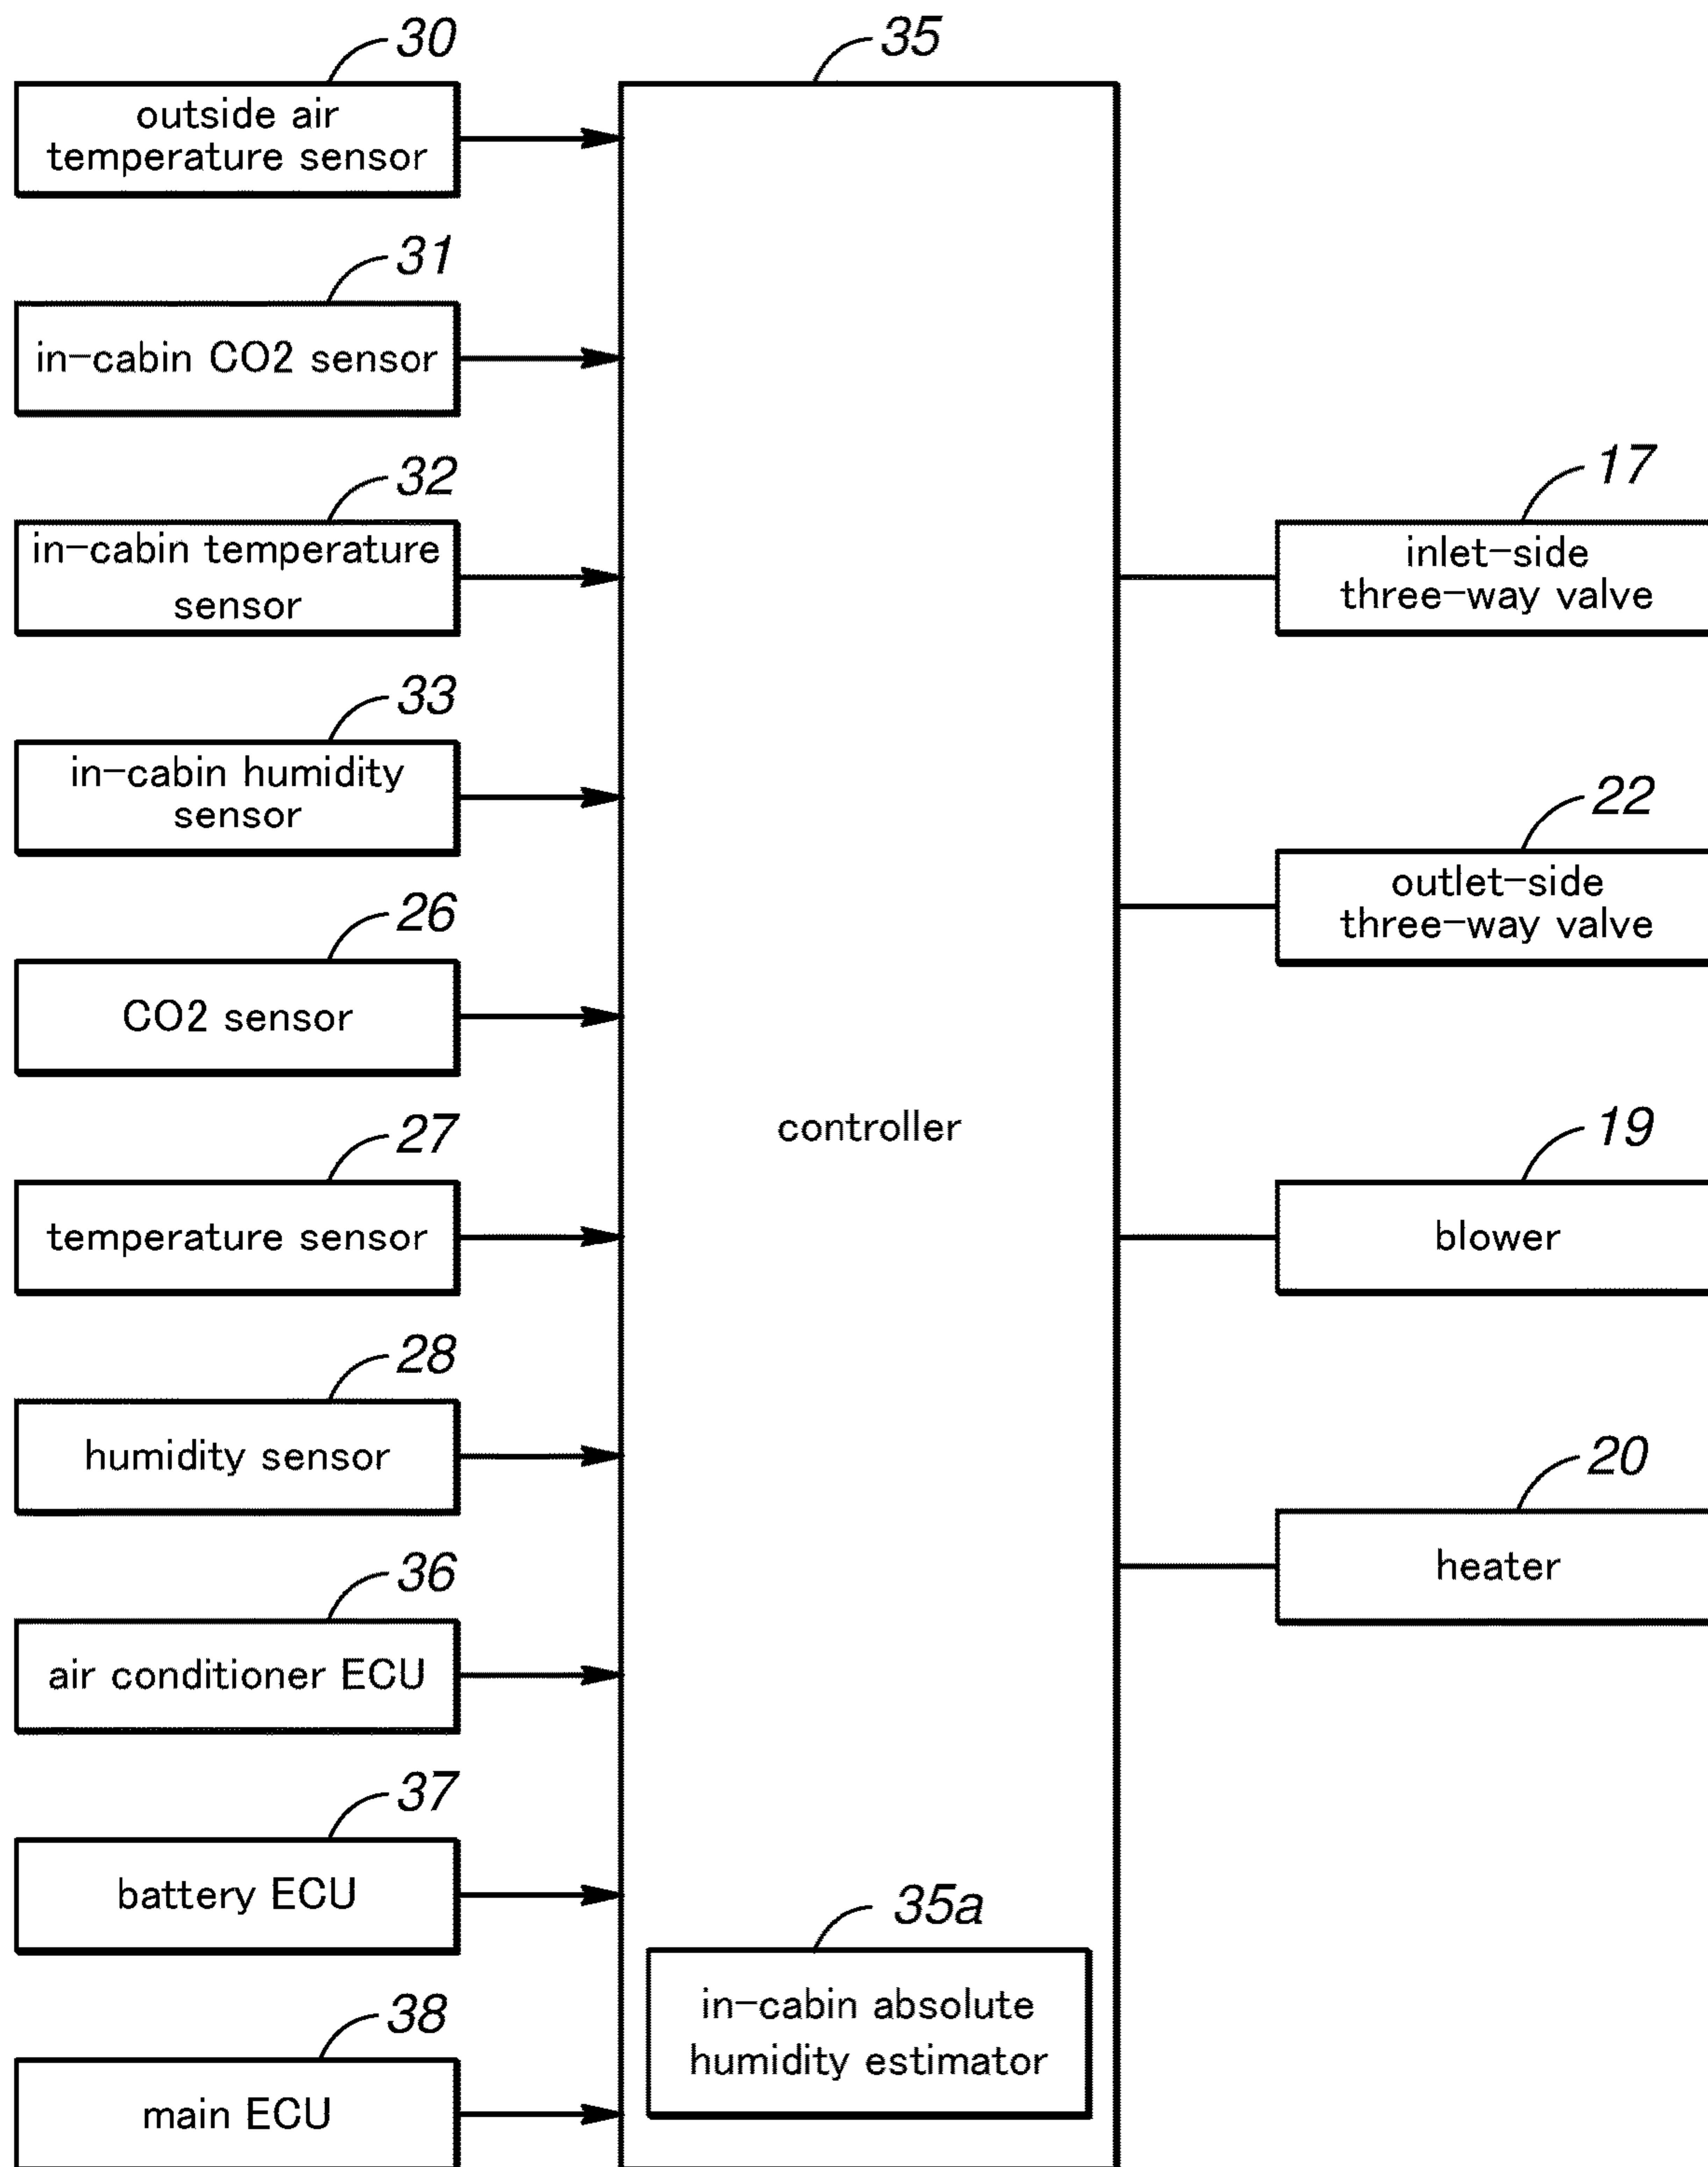 30
outside air
temperature sensor
31
in-cabin CO2 sensor
32
in-cabin temperature
sensor
33
in-cabin humidity
sensor
26
CO2 sensor
27
temperature sensor
28
humidity sensor
36
air conditioner ECU
37
battery ECU
38
main ECU
35
controller
35a
in-cabin absolute
humidity estimator
17
inlet-side
three-way valve
22
outlet-side
three-way valve
19
blower
20
heater